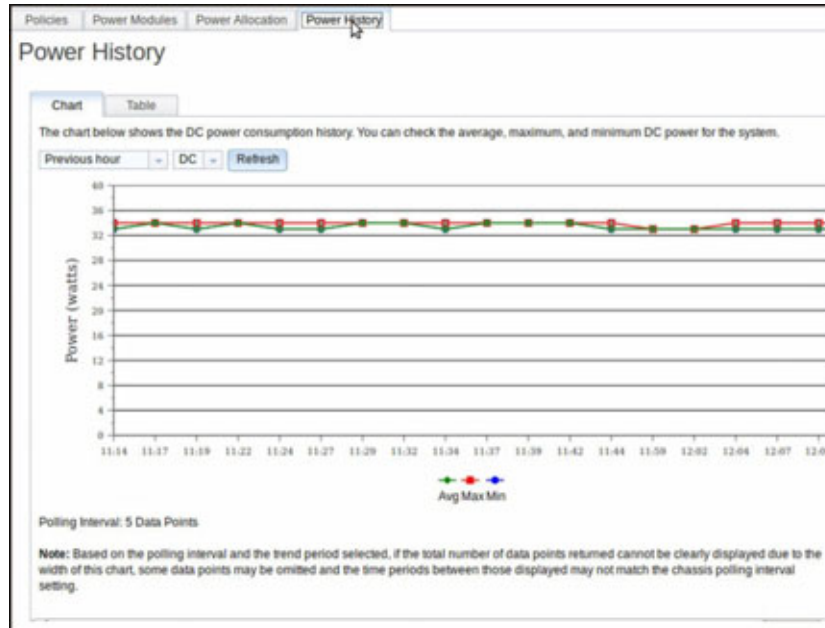 Policies Power Modules Power Allocation Power History
Power History
Chart Table
The chart below shows the DC power consumption history. You can check the average, maximum, and minimum DC power for the system.
Previous hour DC Refresh
40
36
32
28
24
20
16
12
8
4
0
Power (watts)
11:14 11:17 11:19 11:22 11:24 11:27 11:29 11:32 11:34 11:37 11:39 11:42 11:44 11:59 12:02 12:04 12:07 12:0
Avg Max Min
Polling Interval: 5 Data Points
Note: Based on the polling interval and the trend period selected, if the total number of data points returned cannot be clearly displayed due to the
width of this chart, some data points may be omitted and the time periods between those displayed may not match the chassis polling interval
setting.